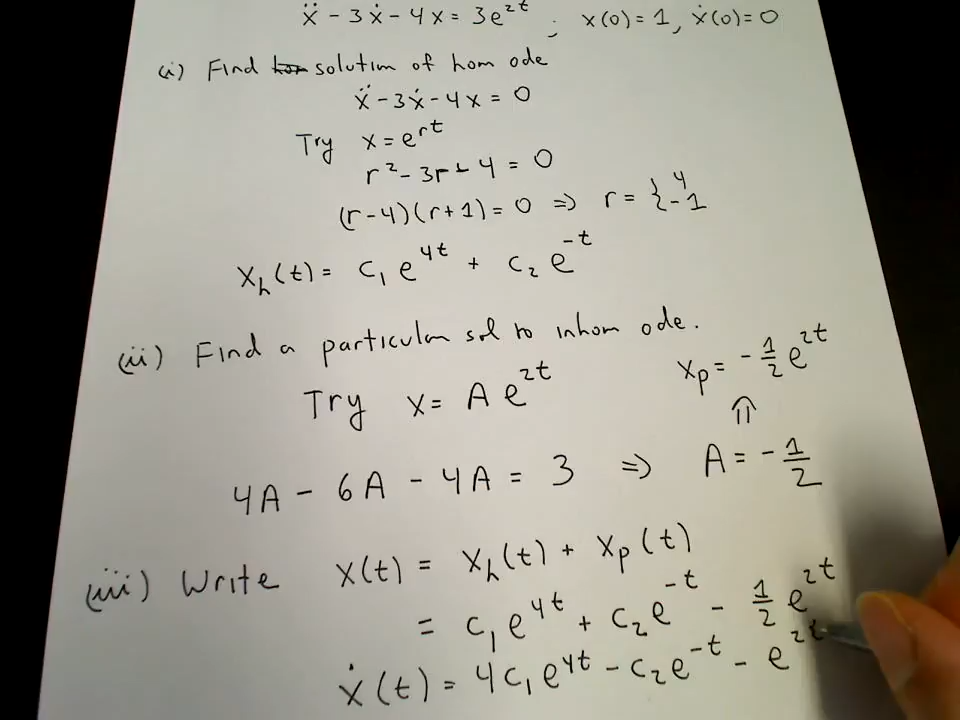 ẍ - 3ẋ - 4x = 3e^{2t} ; x(0) = 1, ẋ(0) = 0
(i) Find solution of hom ode
ẍ - 3ẋ - 4x = 0
Try x = e^{rt}
r² - 3r - 4 = 0
(r-4)(r+1) = 0 ⇒ r = { 4, -1
x_h(t) = c₁e^{4t} + c₂e^{-t}
(ii) Find a particular sol to inhom ode.
Try x = Ae^{2t}
x_p = -1/2 e^{2t}
⇑
4A - 6A - 4A = 3 ⇒ A = -1/2
(iii) Write x(t) = x_h(t) + x_p(t)
= c₁e^{4t} + c₂e^{-t} - 1/2 e^{2t}
ẋ(t) = 4c₁e^{4t} - c₂e^{-t} - e^{2t}